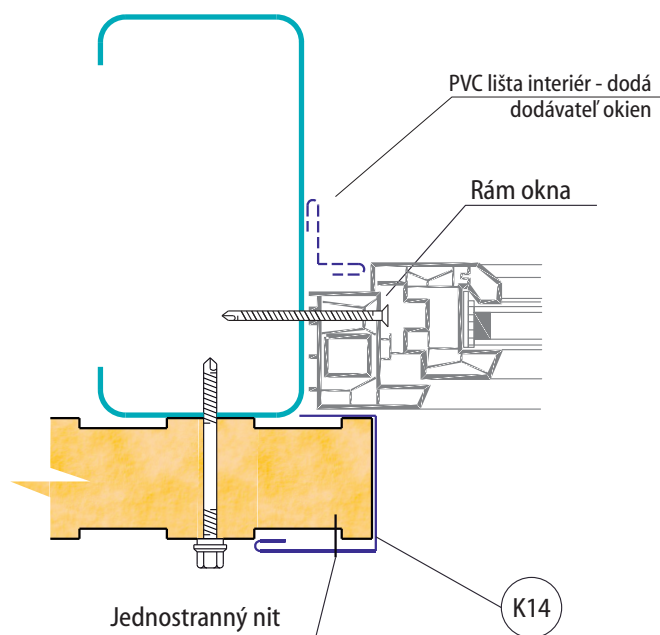 PVC lišta interiér - dodá
dodávateľ okien
Rám okna
K14
Jednostranný nit